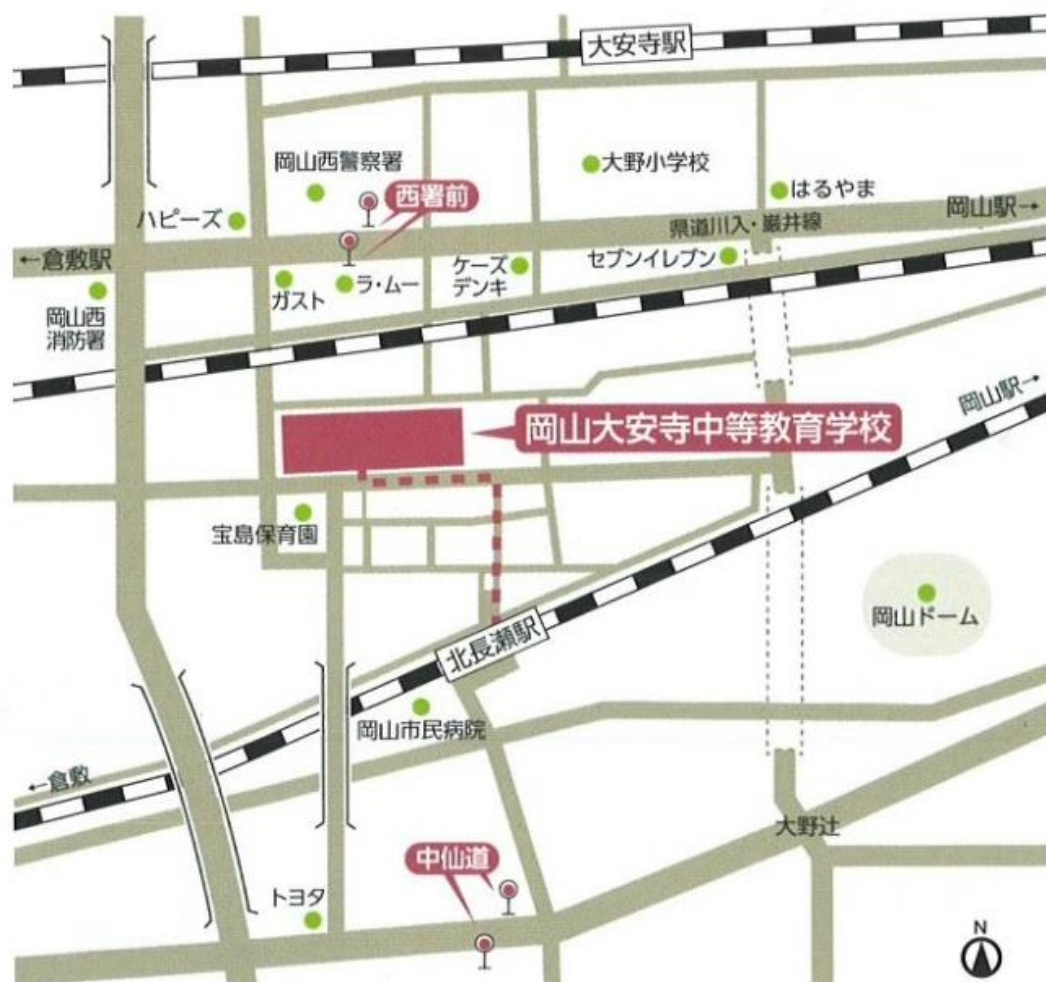 大安寺駅
岡山西警察署
大野小学校
西署前
はるやま
ハピーズ
岡山駅→
県道川入・巌井線
←倉敷駅
セブンイレブン
ケーズ
デンキ
ガスト
ラ・ムー
岡山西
消防署
岡山駅→
岡山大安寺中等教育学校
宝島保育園
岡山ドーム
北長瀬駅
岡山市民病院
←倉敷
大野辻
中仙道
トヨタ
N